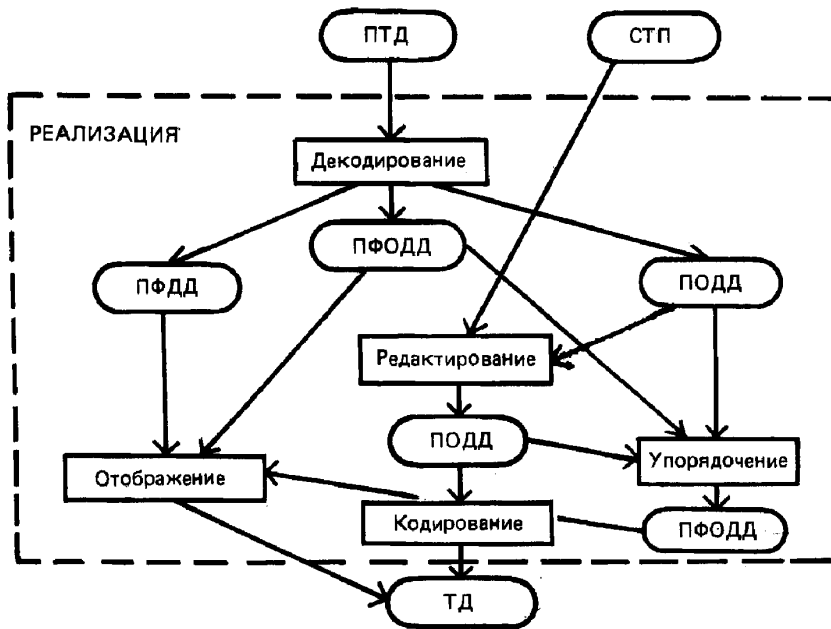 ПТД
СТП
РЕАЛИЗАЦИЯ
Декодирование
ПФДД
ПФОДД
ПОДД
Редактирование
ПОДД
Отображение
Упорядочение
Кодирование
ПФОДД
ТД